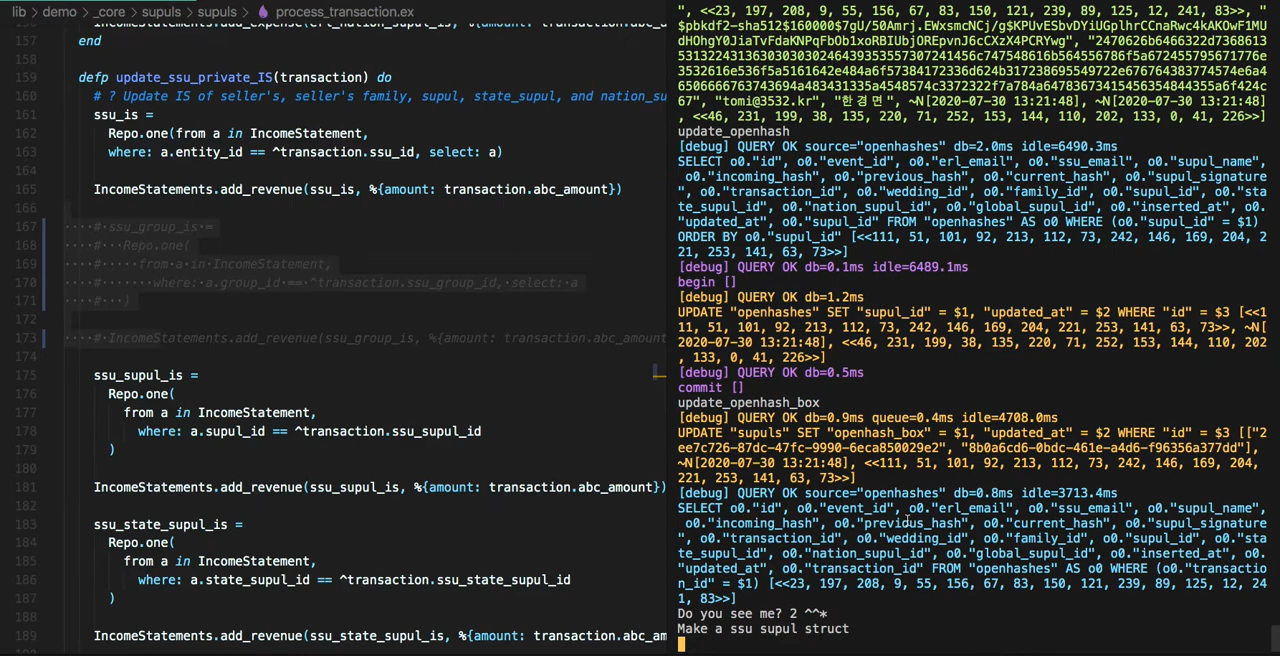 lib > demo > _core > supuls > supuls > process_transaction.ex
157 end
158
159 defp update_ssu_private_IS(transaction) do
160 # ? Update IS of seller's, seller's family, supul, state_supul, and nation_su
161 ssu_is =
162 Repo.one(from a in IncomeStatement,
163 where: a.entity_id == ^transaction.ssu_id, select: a)
164
165 IncomeStatements.add_revenue(ssu_is, %{amount: transaction.abc_amount})
166
167 ····# ssu_group_is =
168 ····#···Repo.one(
169 ····#·····from a in IncomeStatement,
170 ····#·······where: a.group_id == ^transaction.ssu_group_id, select: a
171 ····#···)
172
173 ····# IncomeStatements.add_revenue(ssu_group_is, %{amount: transaction.abc_amount
174
175 ssu_supul_is =
176 Repo.one(
177 from a in IncomeStatement,
178 where: a.supul_id == ^transaction.ssu_supul_id
179 )
180
181 IncomeStatements.add_revenue(ssu_supul_is, %{amount: transaction.abc_amount})
182
183 ssu_state_supul_is =
184 Repo.one(
185 from a in IncomeStatement,
186 where: a.state_supul_id == ^transaction.ssu_state_supul_id
187 )
188
189 IncomeStatements.add_revenue(ssu_state_supul_is, %{amount: transaction.abc_am
", <<23, 197, 208, 9, 55, 156, 67, 83, 150, 121, 239, 89, 125, 12, 241, 83>>, "
$pbkdf2-sha512$160000$7gU/50Amrj.EWxsmcNCj/g$KPUvESbvDYiUGplhrCCnaRwc4kAKOwF1MU
dHOhgY0JiaTvFdaKNPqFbOb1xoRBIUbjOREpvnJ6cCXzX4PCRYwg", "2470626b6466322d7368613
531322431363030303024643935355730724156c747548616b564556786f5a672455795671776e
3532616e536f5a5161642e484a6f57384172336d624b317238695549722e676764383774574e6a4
6506666676374369 4a483431335a4548574c3372322f7a784a64783673415456354844355a6f424c
67", "tomi@3532.kr", "한경면", ~N[2020-07-30 13:21:48], ~N[2020-07-30 13:21:48]
, <<46, 231, 199, 38, 135, 220, 71, 252, 153, 144, 110, 202, 133, 0, 41, 226>>]
update_openhash
[debug] QUERY OK source="openhashes" db=2.0ms idle=6490.3ms
SELECT o0."id", o0."event_id", o0."erl_email", o0."ssu_email", o0."supul_name",
o0."incoming_hash", o0."previous_hash", o0."current_hash", o0."supul_signature
", o0."transaction_id", o0."wedding_id", o0."family_id", o0."supul_id", o0."sta
te_supul_id", o0."nation_supul_id", o0."global_supul_id", o0."inserted_at", o0.
"updated_at", o0."supul_id" FROM "openhashes" AS o0 WHERE (o0."supul_id" = $1)
ORDER BY o0."supul_id" [<<111, 51, 101, 92, 213, 112, 73, 242, 146, 169, 204, 2
21, 253, 141, 63, 73>>]
[debug] QUERY OK db=0.1ms idle=6489.1ms
begin []
[debug] QUERY OK db=1.2ms
UPDATE "openhashes" SET "supul_id" = $1, "updated_at" = $2 WHERE "id" = $3 [<<1
11, 51, 101, 92, 213, 112, 73, 242, 146, 169, 204, 221, 253, 141, 63, 73>>, ~N[
2020-07-30 13:21:48], <<46, 231, 199, 38, 135, 220, 71, 252, 153, 144, 110, 202
, 133, 0, 41, 226>>]
[debug] QUERY OK db=0.5ms
commit []
update_openhash_box
[debug] QUERY OK db=0.9ms queue=0.4ms idle=4708.0ms
UPDATE "supuls" SET "openhash_box" = $1, "updated_at" = $2 WHERE "id" = $3 [["2
ee7c726-87dc-47fc-9990-6eca850029e2", "8b0a6cd6-0bdc-461e-a4d6-f96356a377dd"],
~N[2020-07-30 13:21:48], <<111, 51, 101, 92, 213, 112, 73, 242, 146, 169, 204,
221, 253, 141, 63, 73>>]
[debug] QUERY OK source="openhashes" db=0.8ms idle=3713.4ms
SELECT o0."id", o0."event_id", o0."erl_email", o0."ssu_email", o0."supul_name",
o0."incoming_hash", o0."previous_hash", o0."current_hash", o0."supul_signature
", o0."transaction_id", o0."wedding_id", o0."family_id", o0."supul_id", o0."sta
te_supul_id", o0."nation_supul_id", o0."global_supul_id", o0."inserted_at", o0.
"updated_at", o0."transaction_id" FROM "openhashes" AS o0 WHERE (o0."transactio
n_id" = $1) [<<23, 197, 208, 9, 55, 156, 67, 83, 150, 121, 239, 89, 125, 12, 24
1, 83>>]
Do you see me? 2 ^^*
Make a ssu supul struct